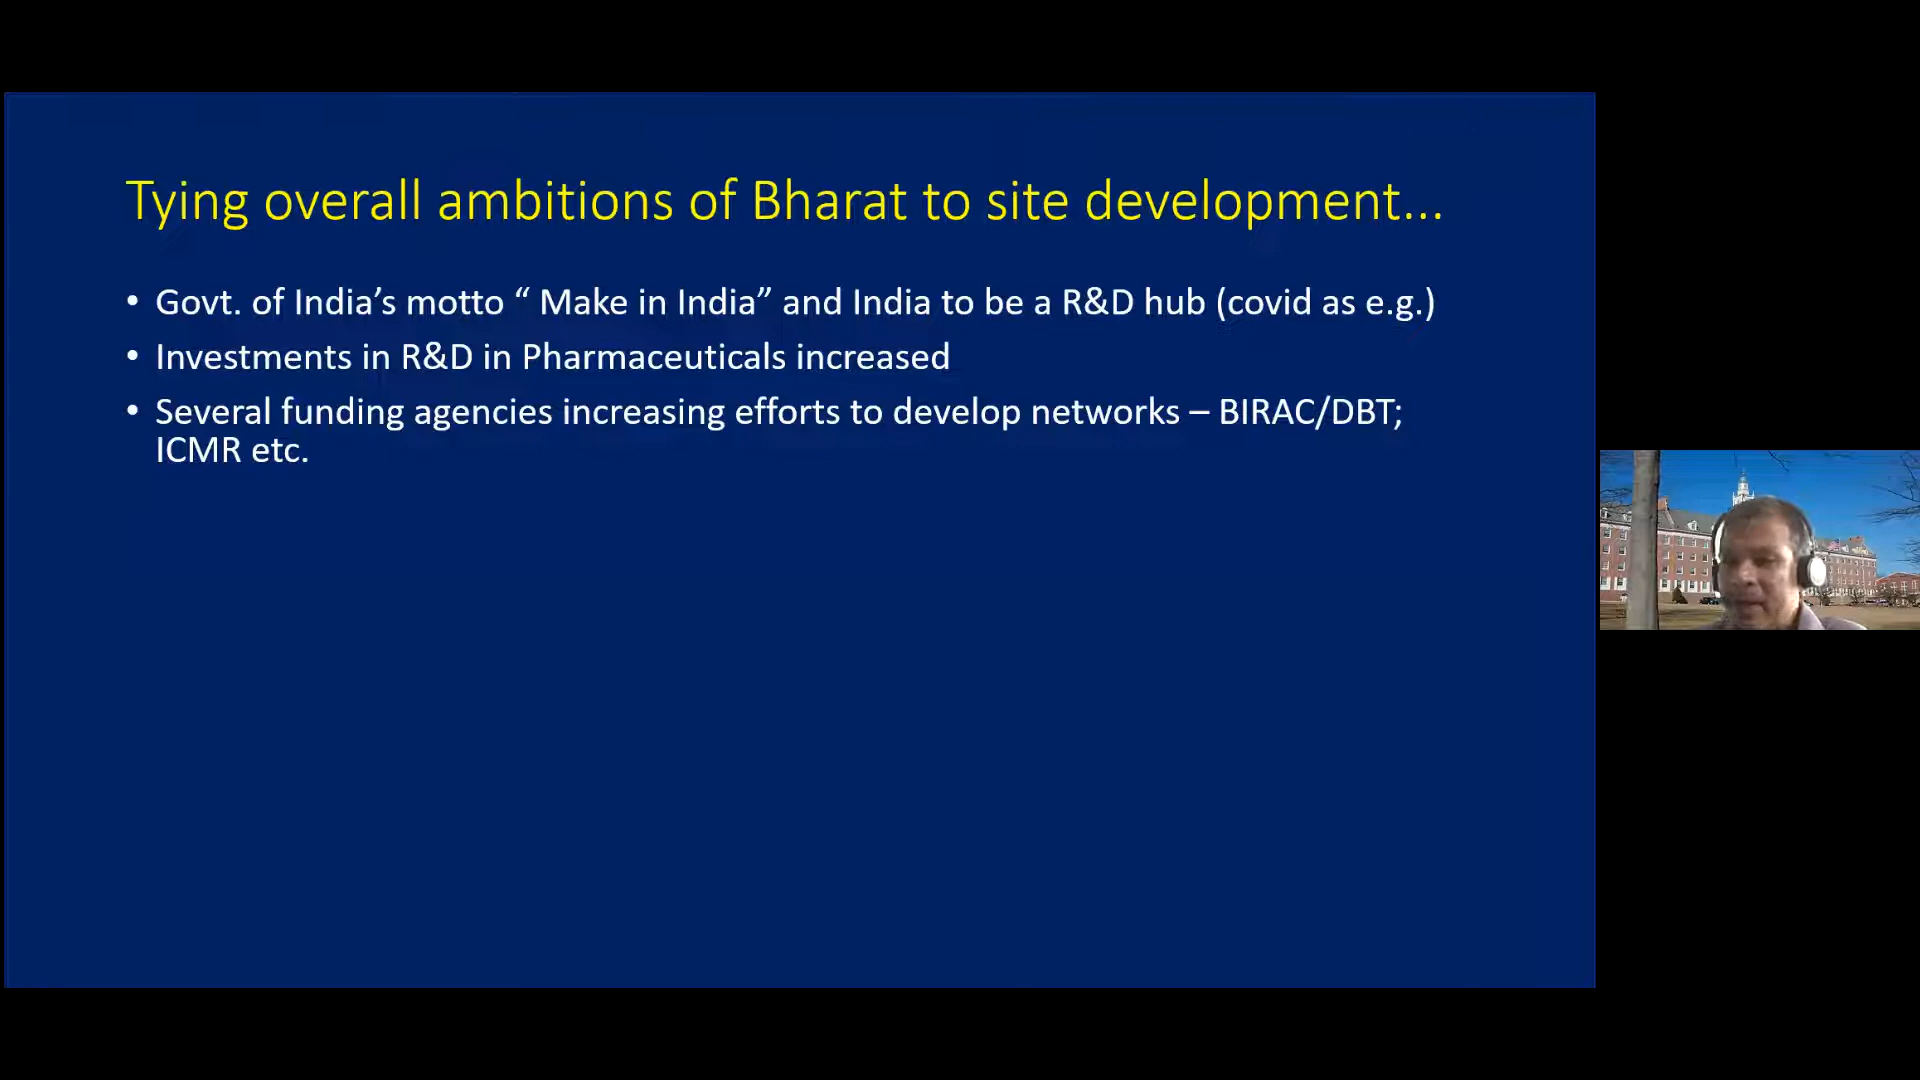 Tying overall ambitions of Bharat to site development...
• Govt. of India’s motto “ Make in India” and India to be a R&D hub (covid as e.g.)
• Investments in R&D in Pharmaceuticals increased
• Several funding agencies increasing efforts to develop networks – BIRAC/DBT;
ICMR etc.